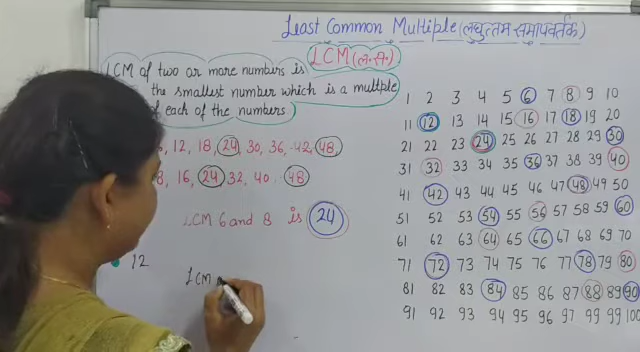 Least Common Multiple (लघुत्तम समापवर्तक)
LCM (ल॰स॰)
LCM of two or more numbers is
the smallest number which is a multiple
of each of the numbers
12, 18, 24, 30, 36, 42, 48,
8, 16, 24 32, 40 48
LCM 6 and 8 is 24
12
LCM
1 2 3 4 5 6 7 8 9 10
11 12 13 14 15 16 17 18 19 20
21 22 23 24 25 26 27 28 29 30
31 32 33 34 35 36 37 38 39 40
41 42 43 44 45 46 47 48 49 50
51 52 53 54 55 56 57 58 59 60
61 62 63 64 65 66 67 68 69 70
71 72 73 74 75 76 77 78 79 80
81 82 83 84 85 86 87 88 89 90
91 92 93 94 95 96 97 99 99 100